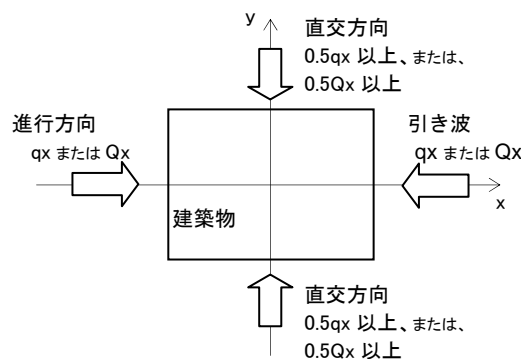 y
直交方向
0.5qx 以上、または、
0.5Qx 以上
進行方向
qx または Qx
引き波
qx または Qx
x
建築物
直交方向
0.5qx 以上、または、
0.5Qx 以上